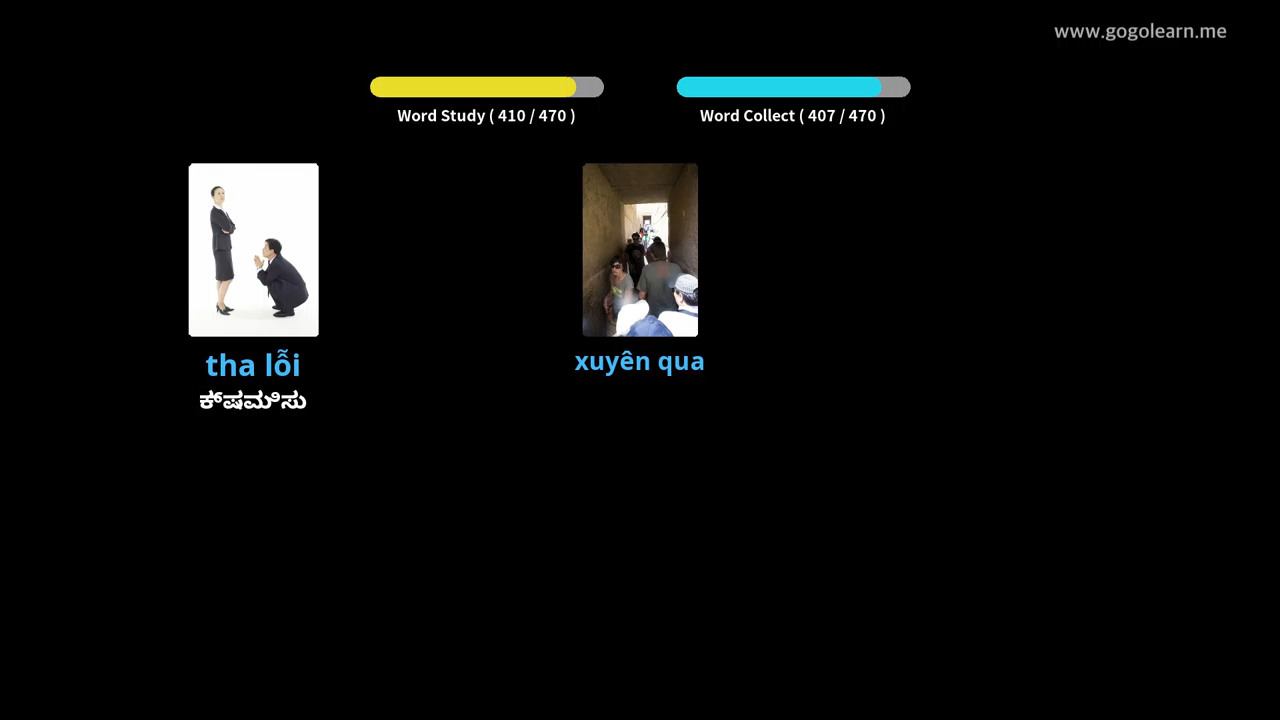 www.gogolearn.me
Word Study ( 410 / 470 )
Word Collect ( 407 / 470 )
tha lỗi
ಕ್ಷಮಿಸು
xuyên qua